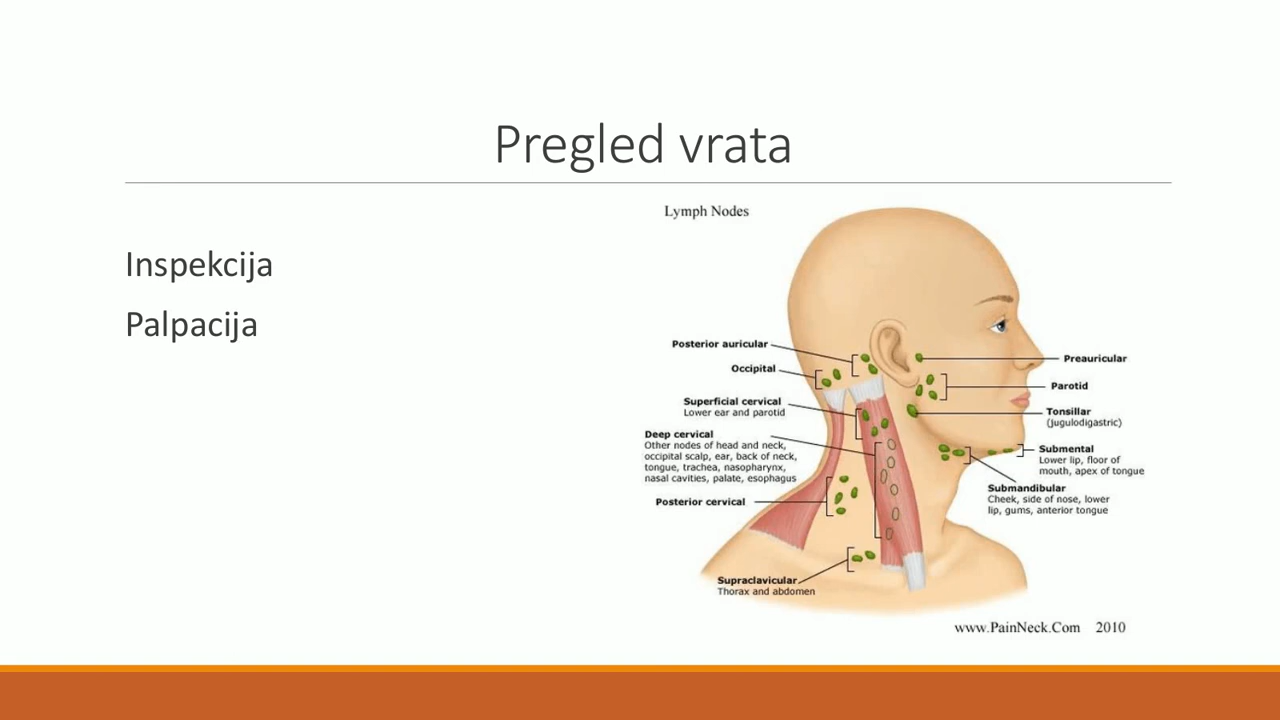 Pregled vrata
Inspekcija
Palpacija
Lymph Nodes
Posterior auricular
Occipital
Superficial cervical
Lower ear and parotid
Deep cervical
Other nodes of head and neck,
occipital scalp, ear, back of neck,
tongue, trachea, nasopharynx,
nasal cavities, palate, esophagus
Posterior cervical
Supraclavicular
Thorax and abdomen
Preauricular
Parotid
Tonsillar
(jugulodigastric)
Submental
Lower lip, floor of
mouth, apex of tongue
Submandibular
Cheek, side of nose, lower
lip, gums, anterior tongue
www.PainNeck.Com 2010